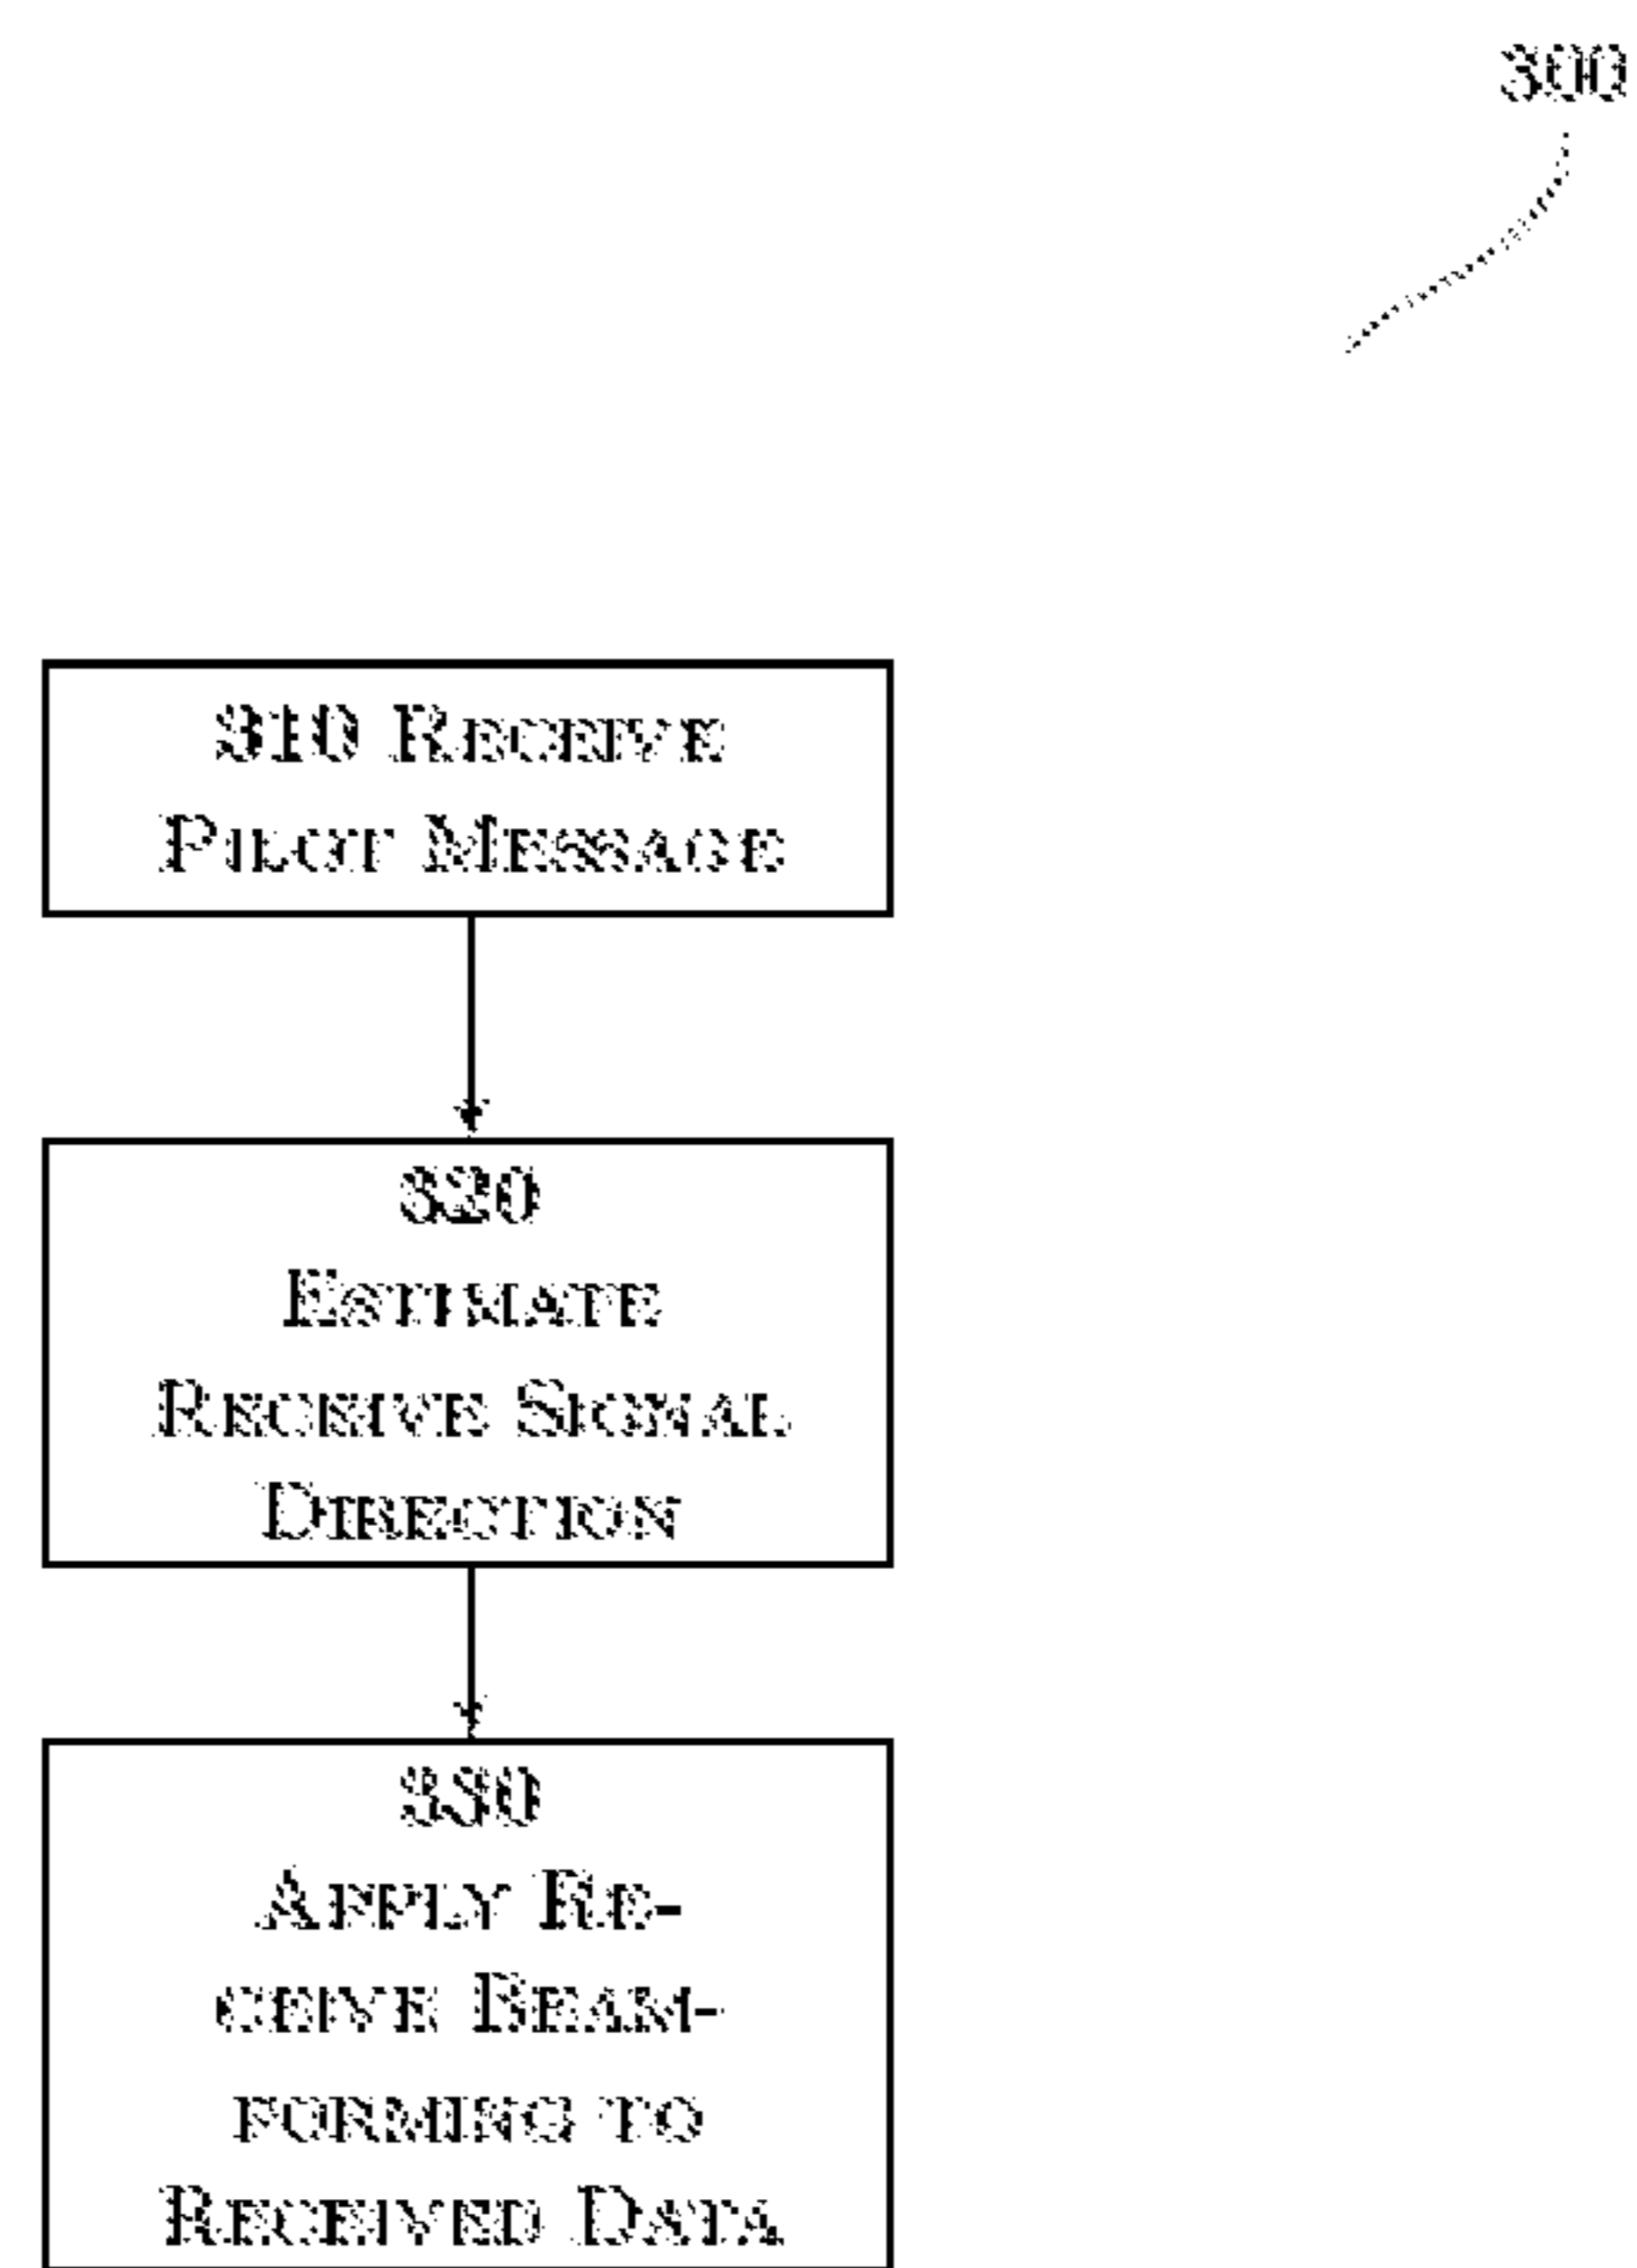 300
310 Receive
Pilot Message
320
Estimate
Receive Signal
Direction
330
Apply Re-
ceive Beam-
forming to
Received Data